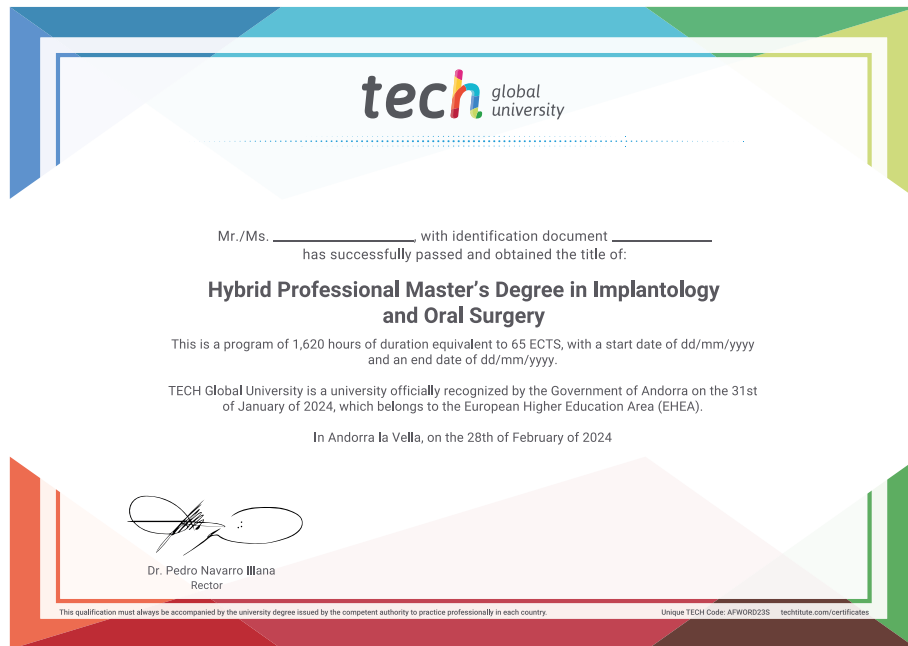 tech global university
Mr./Ms. ____________________, with identification document ______________
has successfully passed and obtained the title of:
Hybrid Professional Master's Degree in Implantology
and Oral Surgery
This is a program of 1,620 hours of duration equivalent to 65 ECTS, with a start date of dd/mm/yyyy
and an end date of dd/mm/yyyy.
TECH Global University is a university officially recognized by the Government of Andorra on the 31st
of January of 2024, which belongs to the European Higher Education Area (EHEA).
In Andorra la Vella, on the 28th of February of 2024
Dr. Pedro Navarro Illana
Rector
This qualification must always be accompanied by the university degree issued by the competent authority to practice professionally in each country. Unique TECH Code: AFWORD23S techtitute.com/certificates